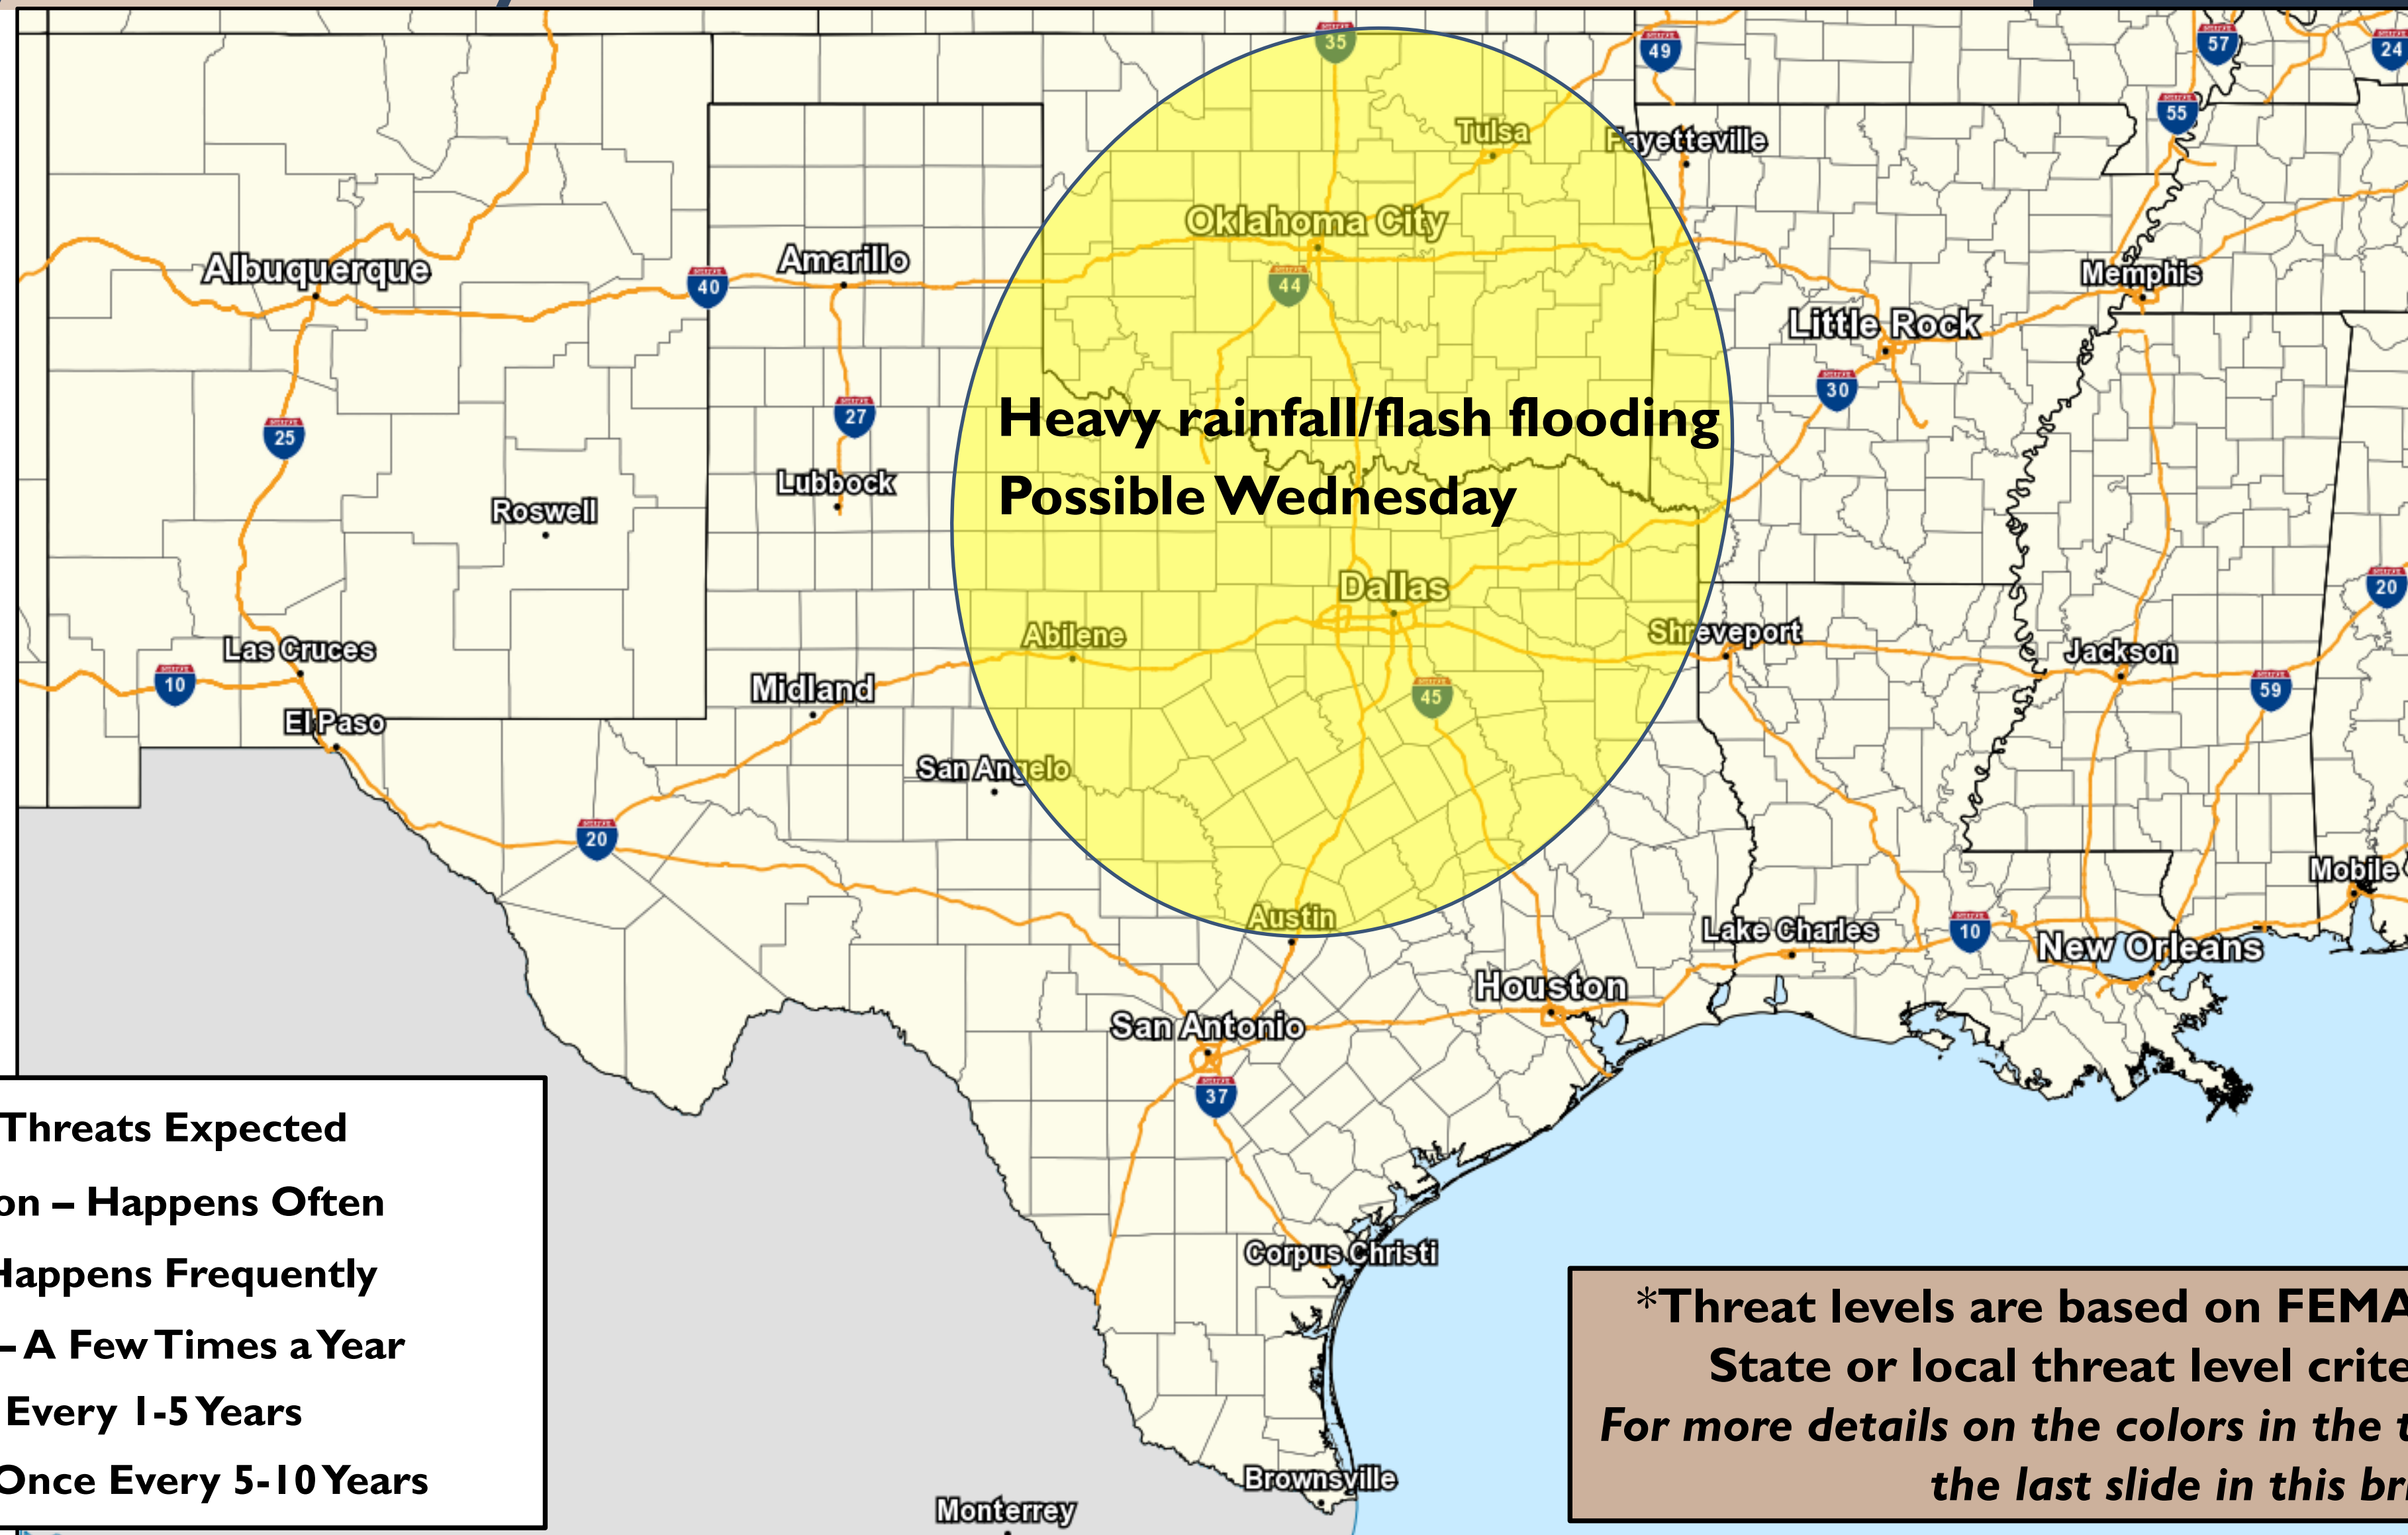 35
49
57
24
55
Tulsa
Fayetteville
Oklahoma City
Albuquerque
Amarillo
40
44
Memphis
Little Rock
30
25
27
Heavy rainfall/flash flooding
Possible Wednesday
Lubbock
Roswell
Dallas
20
Abilene
Shreveport
Las Cruces
Jackson
10
Midland
45
59
El Paso
San Angelo
20
Mobile
Austin
Lake Charles
10
New Orleans
Houston
San Antonio
37
Corpus Christi
Brownsville
Monterrey
Threats Expected
on – Happens Often
Happens Frequently
– A Few Times a Year
Every 1-5 Years
Once Every 5-10 Years
*Threat levels are based on FEMA
State or local threat level crite
For more details on the colors in the t
the last slide in this bri